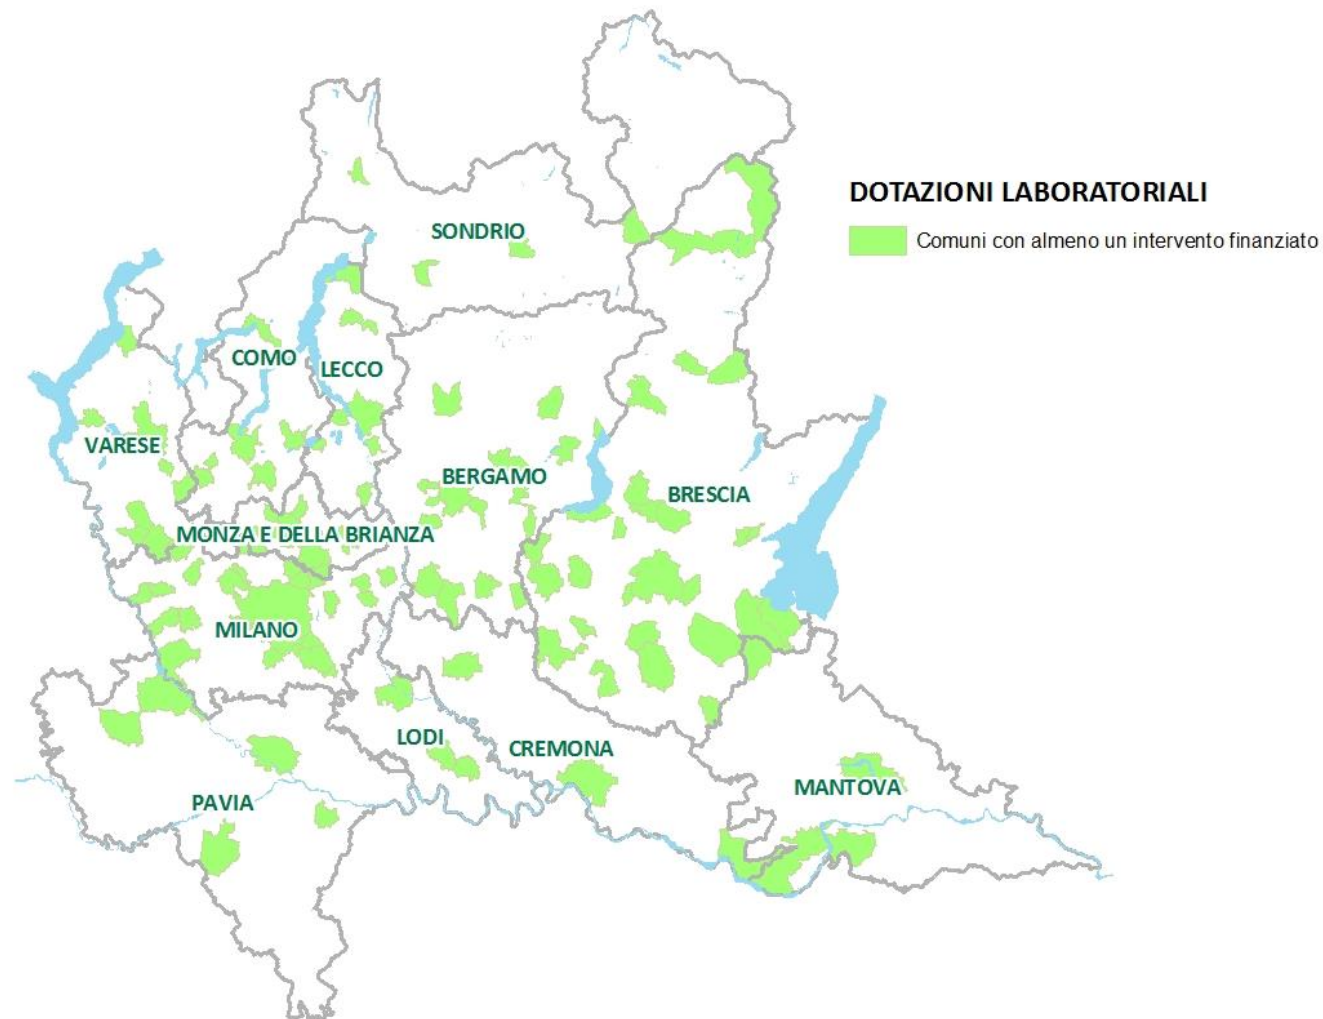 DOTAZIONI LABORATORIALI
SONDRIO
Comuni con almeno un intervento finanziato
COMO
LECCO
VARESE
BERGAMO
BRESCIA
MONZA E DELLA BRIANZA
MILANO
LODI
CREMONA
MANTOVA
PAVIA